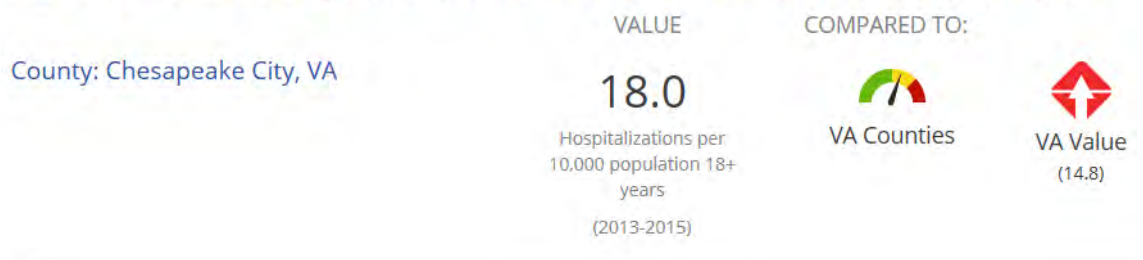 VALUE
COMPARED TO:
County: Chesapeake City, VA
18.0
Hospitalizations per
10,000 population 18+
years
(2013-2015)
VA Counties
VA Value
(14.8)